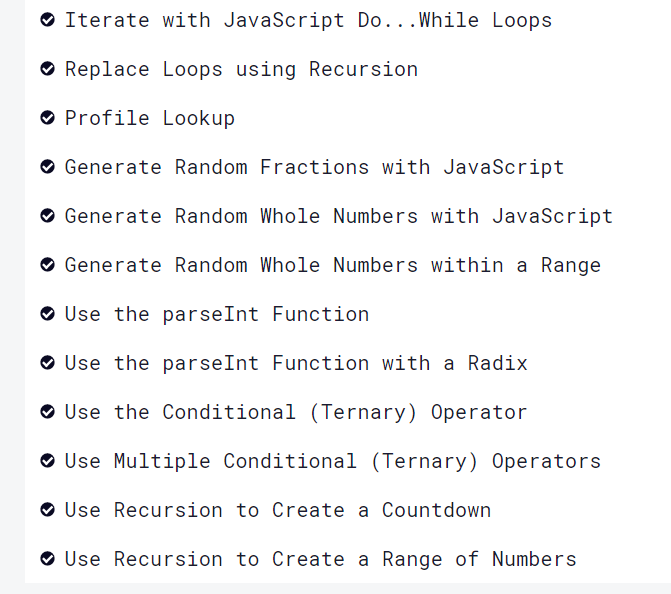 Iterate with JavaScript Do...While Loops
Replace Loops using Recursion
Profile Lookup
Generate Random Fractions with JavaScript
Generate Random Whole Numbers with JavaScript
Generate Random Whole Numbers within a Range
Use the parseInt Function
Use the parseInt Function with a Radix
Use the Conditional (Ternary) Operator
Use Multiple Conditional (Ternary) Operators
Use Recursion to Create a Countdown
Use Recursion to Create a Range of Numbers